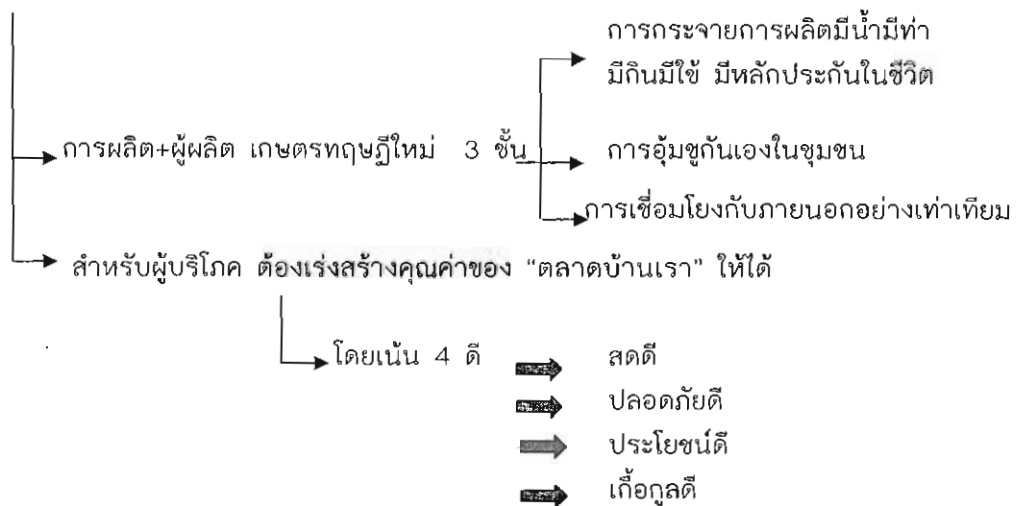 การกระจายการผลิตมีน้ำมีท่า
มีกินมีใช้ มีหลักประกันในชีวิต
การผลิต+ผู้ผลิต เกษตรทฤษฎีใหม่ 3 ชั้น
การอุ้มชูกันเองในชุมชน
การเชื่อมโยงกับภายนอกอย่างเท่าเทียม
สำหรับผู้บริโภค ต้องเร่งสร้างคุณค่าของ “ตลาดบ้านเรา” ให้ได้
โดยเน้น 4 ดี
สดดี
ปลอดภัยดี
ประโยชน์ดี
เกื้อกูลดี